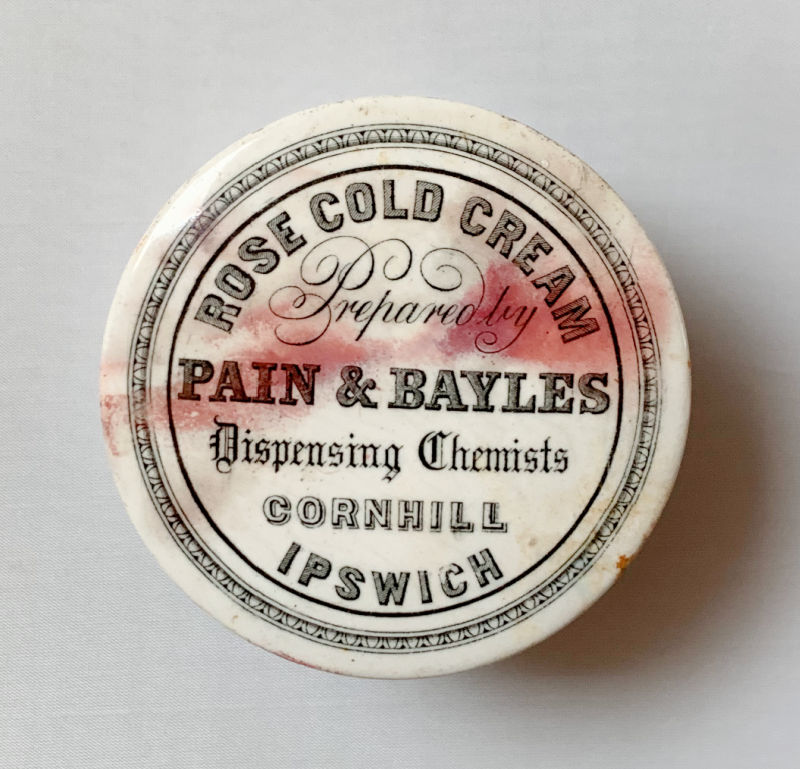 ROSE COLD CREAM
Prepared by
PAIN & BAYLES
Dispensing Chemists
CORNHILL
IPSWICH